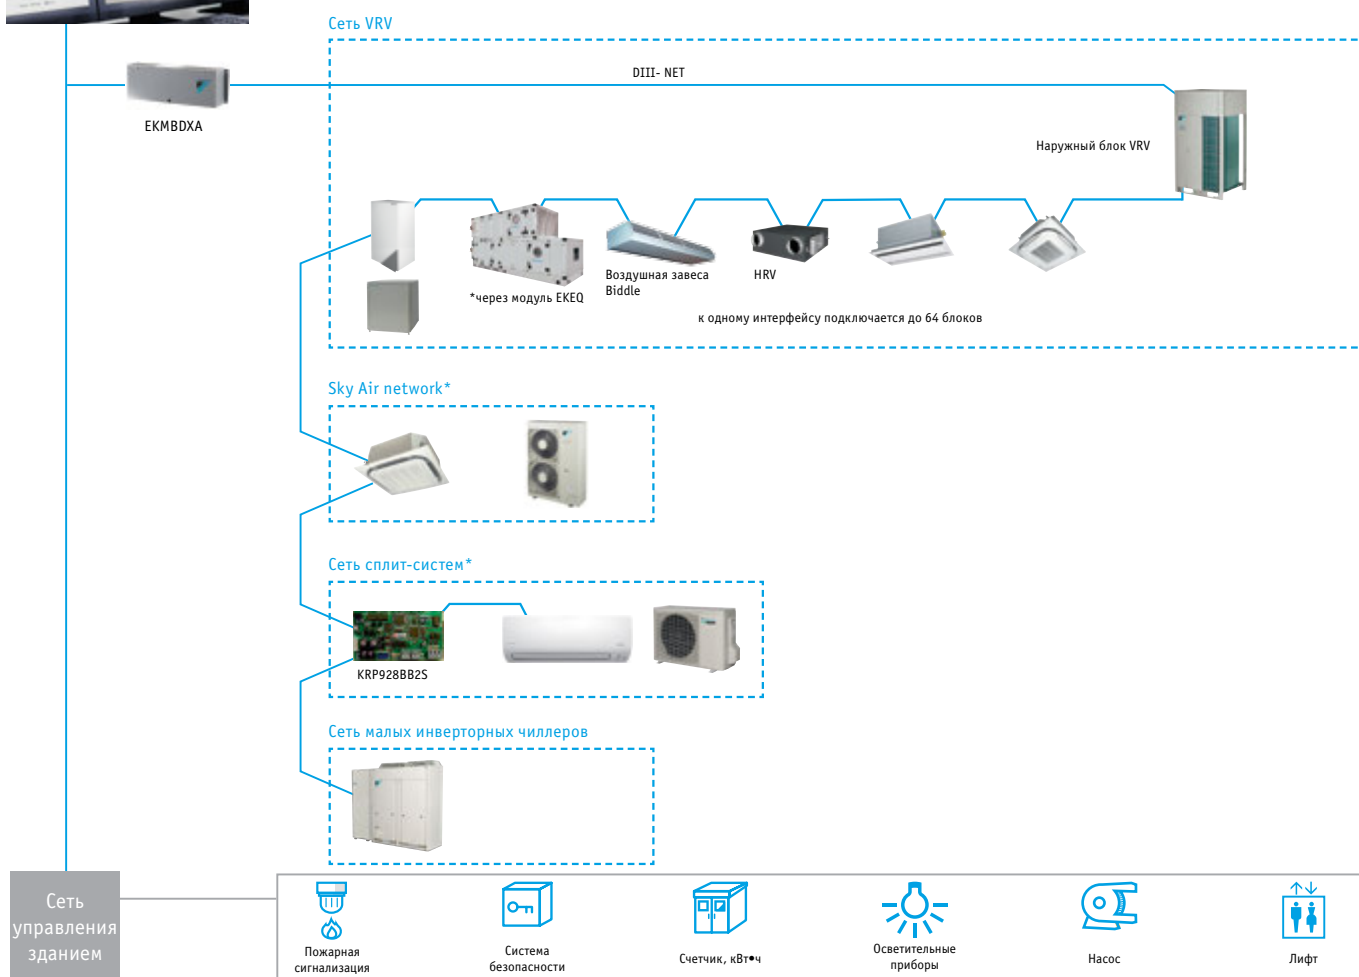 Сеть VRV
DIII- NET
EKMBDXA
Наружный блок VRV
Воздушная завеса
Biddle
HRV
*через модуль EKEQ
к одному интерфейсу подключается до 64 блоков
Sky Air network*
Сеть сплит-систем*
KRP928BB2S
Сеть малых инверторных чиллеров
Сеть
управления
зданием
Пожарная
сигнализация
Система
безопасности
Счетчик, кВт•ч
Осветительные
приборы
Насос
Лифт